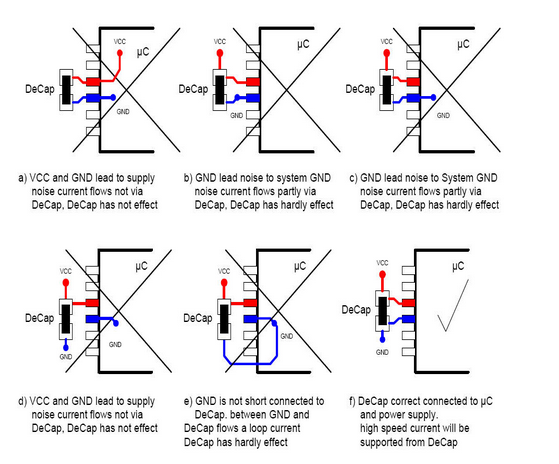 VCC
µC
DeCap
GND
a) VCC and GND lead to supply
noise current flows not via
DeCap, DeCap has not effect
VCC
µC
DeCap
GND
b) GND lead noise to system GND
noise current flows partly via
DeCap, DeCap has hardly effect
VCC
µC
DeCap
GND
c) GND lead noise to System GND
noise current flows partly via
DeCap, DeCap has hardly effect
VCC
µC
DeCap
GND
GND
d) VCC and GND lead to supply
noise current flows not via
DeCap, DeCap has not effect
VCC
µC
DeCap
GND
e) GND is not short connected to
DeCap. between GND and
DeCap flows a loop current
DeCap has hardly effect
VCC
µC
DeCap
GND
f) DeCap correct connected to µC
and power supply.
high speed current will be
supported from DeCap